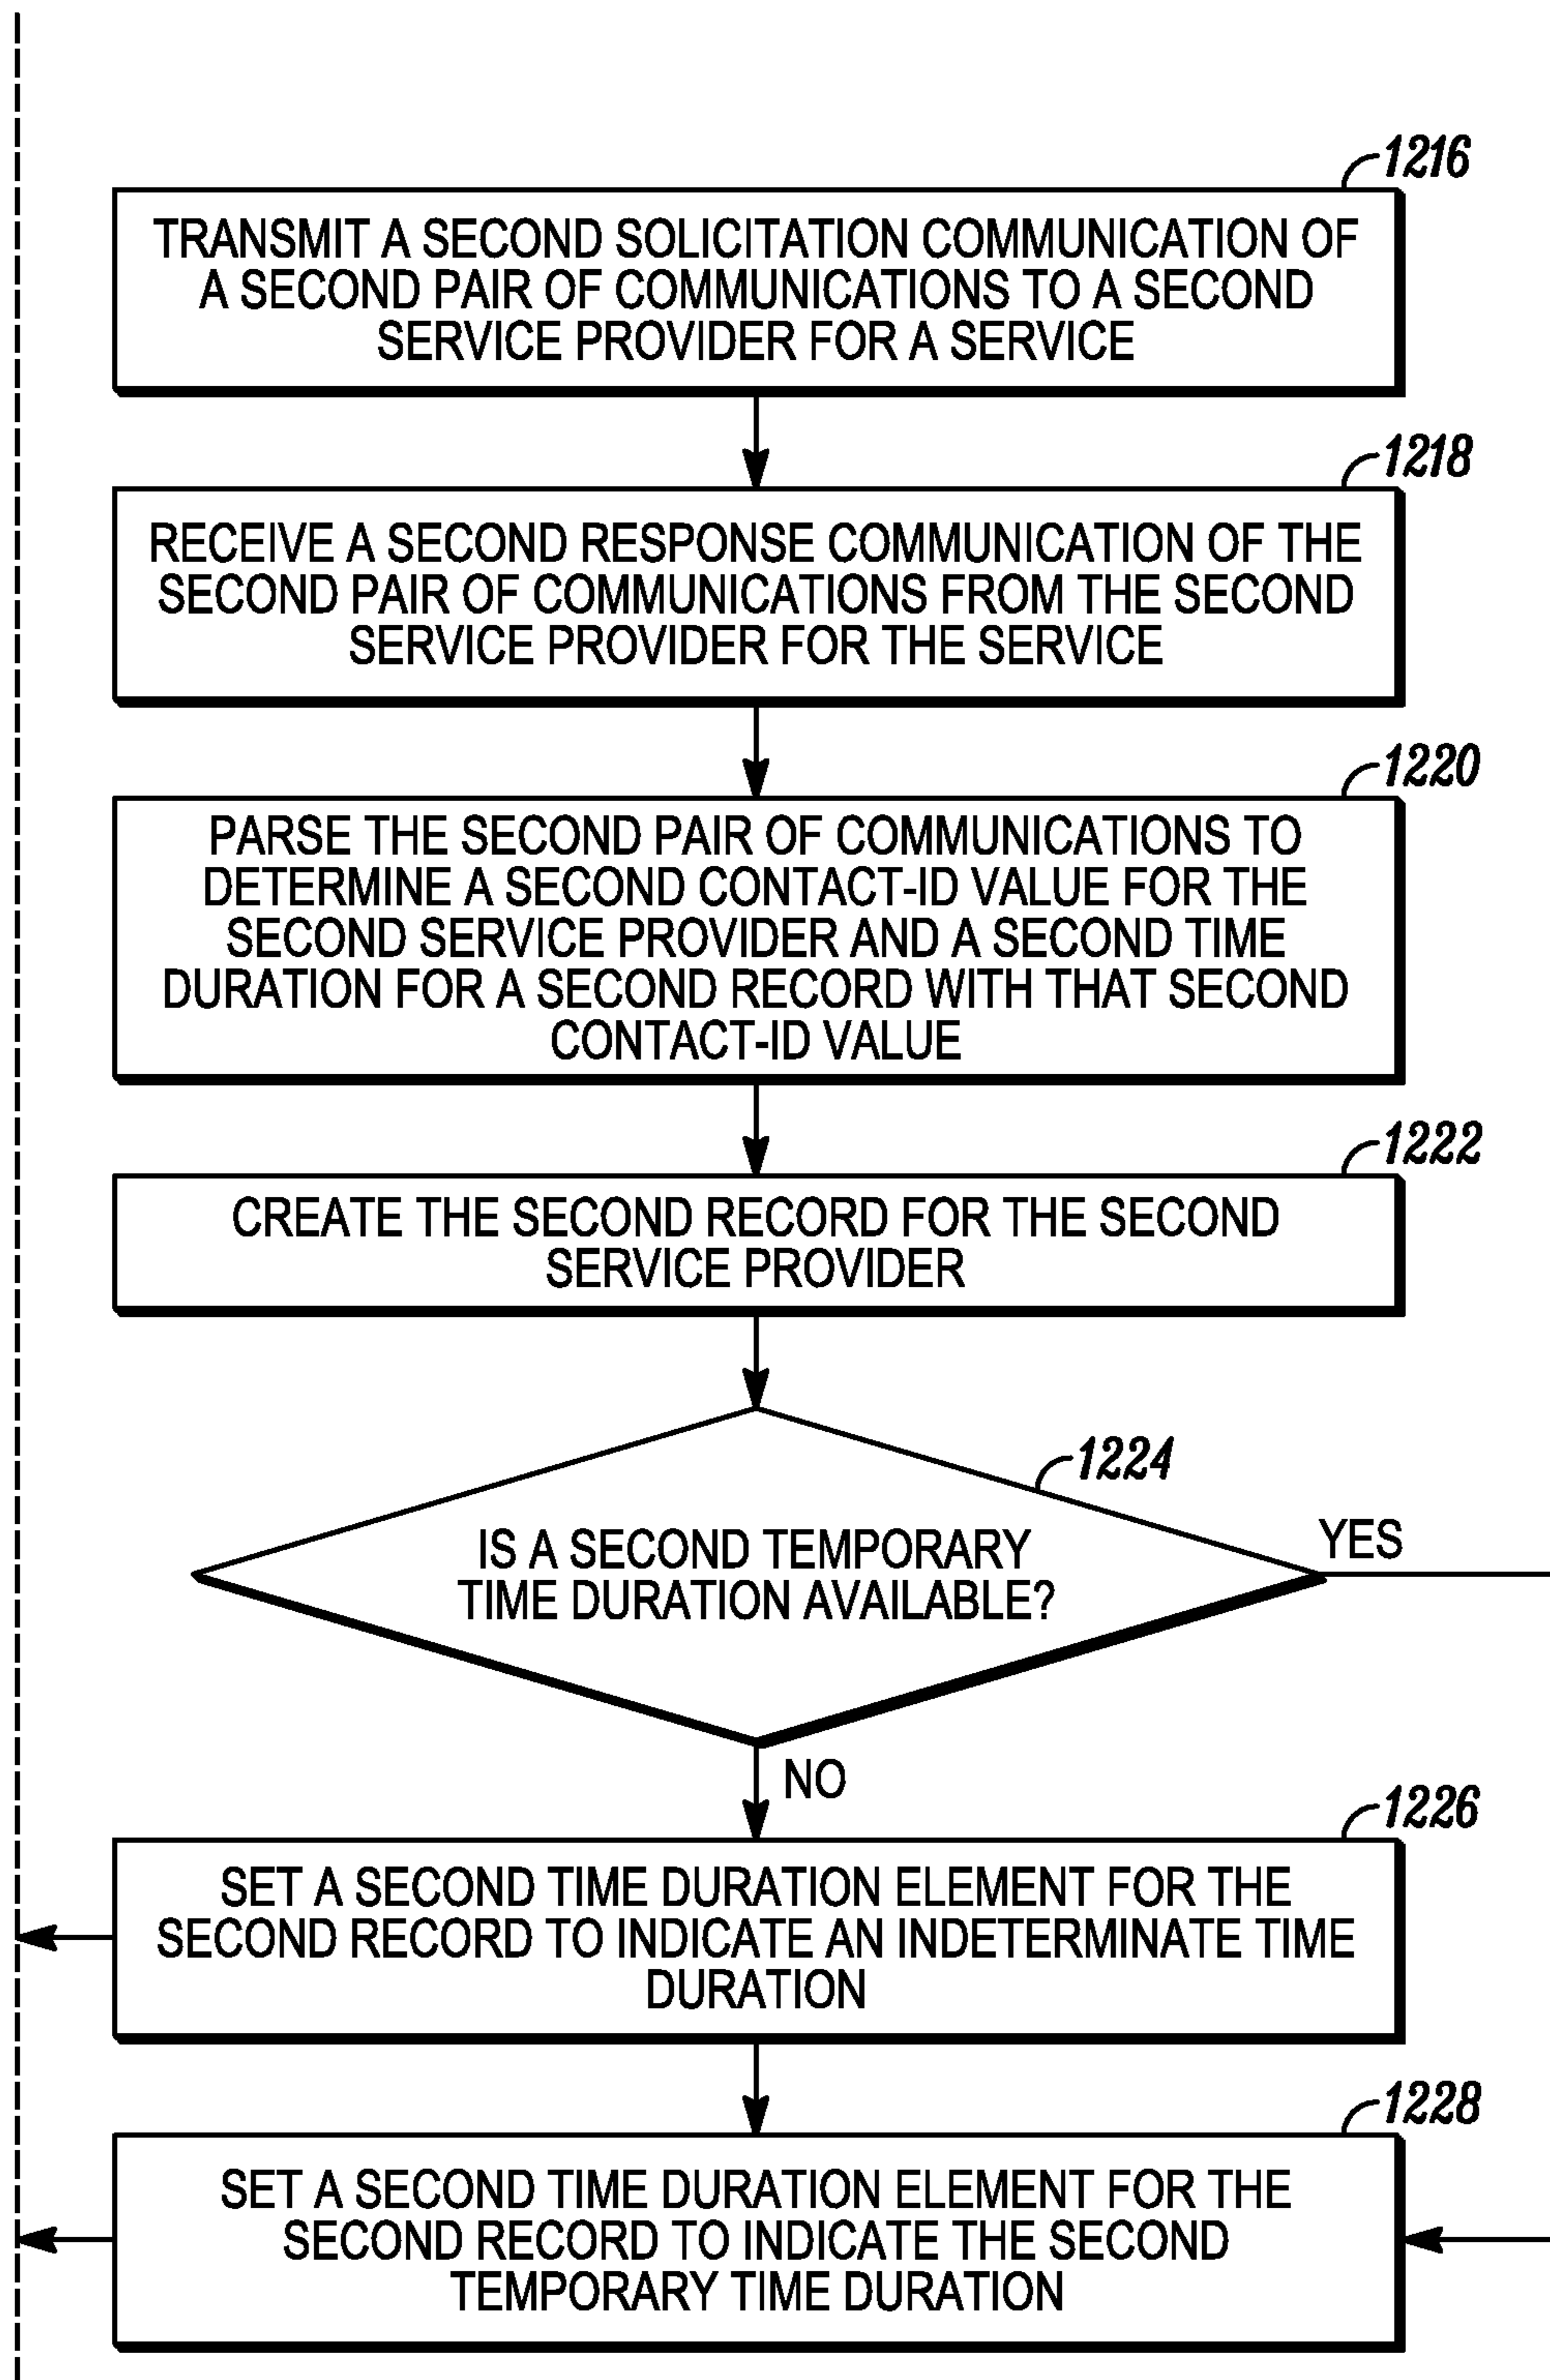 1216
TRANSMIT A SECOND SOLICITATION COMMUNICATION OF
A SECOND PAIR OF COMMUNICATIONS TO A SECOND
SERVICE PROVIDER FOR A SERVICE
1218
RECEIVE A SECOND RESPONSE COMMUNICATION OF THE
SECOND PAIR OF COMMUNICATIONS FROM THE SECOND
SERVICE PROVIDER FOR THE SERVICE
1220
PARSE THE SECOND PAIR OF COMMUNICATIONS TO
DETERMINE A SECOND CONTACT-ID VALUE FOR THE
SECOND SERVICE PROVIDER AND A SECOND TIME
DURATION FOR A SECOND RECORD WITH THAT SECOND
CONTACT-ID VALUE
1222
CREATE THE SECOND RECORD FOR THE SECOND
SERVICE PROVIDER
1224
IS A SECOND TEMPORARY
TIME DURATION AVAILABLE?
YES
NO
1226
SET A SECOND TIME DURATION ELEMENT FOR THE
SECOND RECORD TO INDICATE AN INDETERMINATE TIME
DURATION
1228
SET A SECOND TIME DURATION ELEMENT FOR THE
SECOND RECORD TO INDICATE THE SECOND
TEMPORARY TIME DURATION